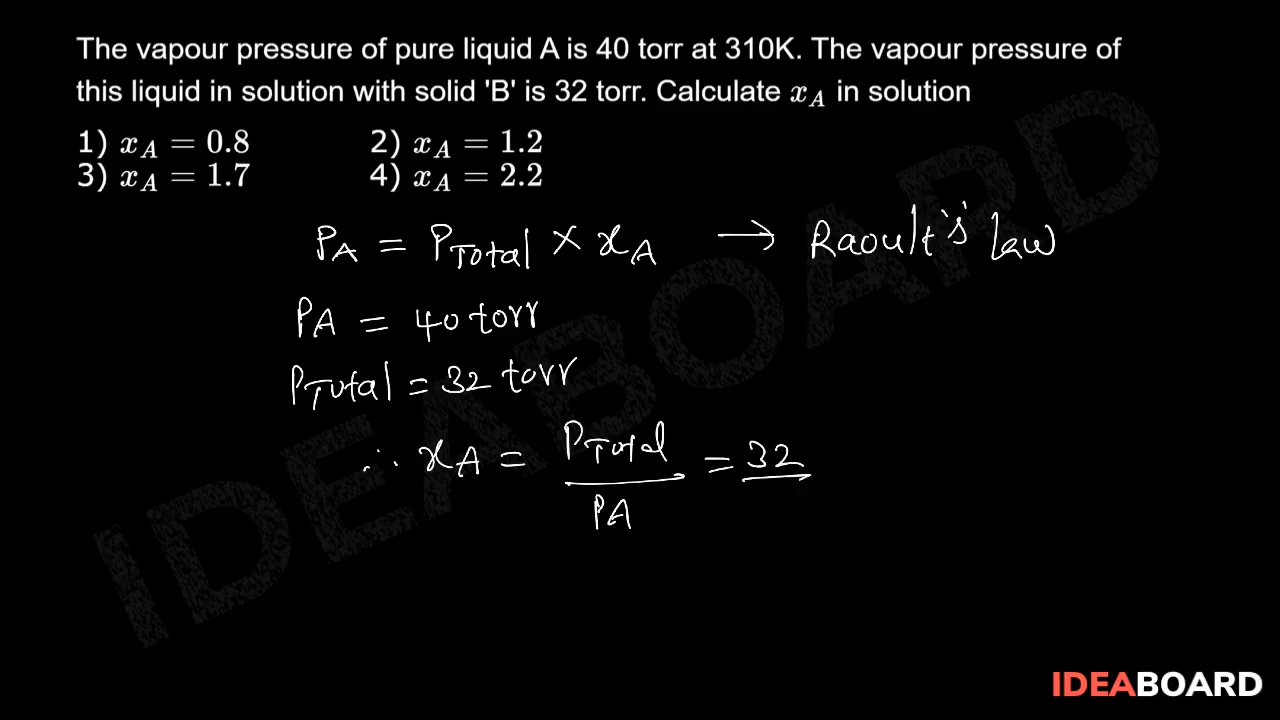 The vapour pressure of pure liquid A is 40 torr at 310K. The vapour pressure of
this liquid in solution with solid 'B' is 32 torr. Calculate x_A in solution
1) x_A = 0.8 2) x_A = 1.2
3) x_A = 1.7 4) x_A = 2.2
P_A = P_Total × x_A → Raoult's law
P_A = 40 torr
P_Total = 32 torr
∴ x_A = P_Total / P_A = 32
IDEABOARD
IDEABOARD